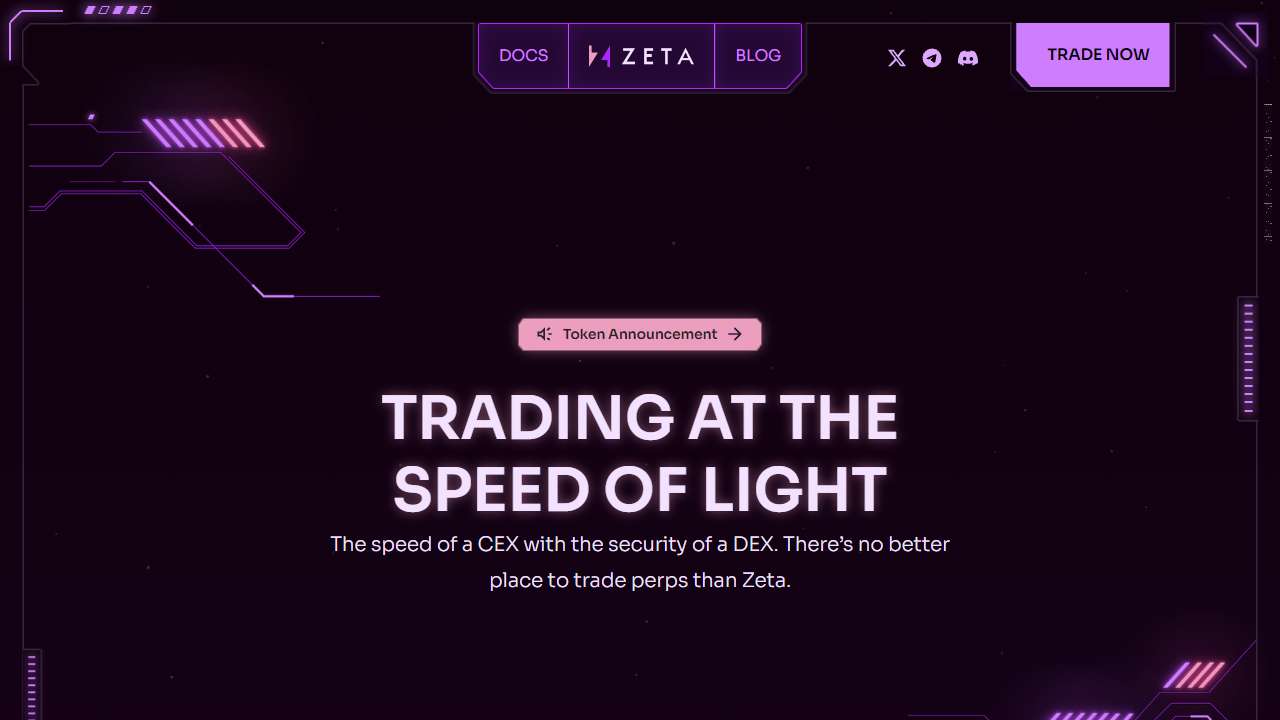 DOCS
ZETA
BLOG
TRADE NOW
Token Announcement
TRADING AT THE
SPEED OF LIGHT
The speed of a CEX with the security of a DEX. There’s no better
place to trade perps than Zeta.